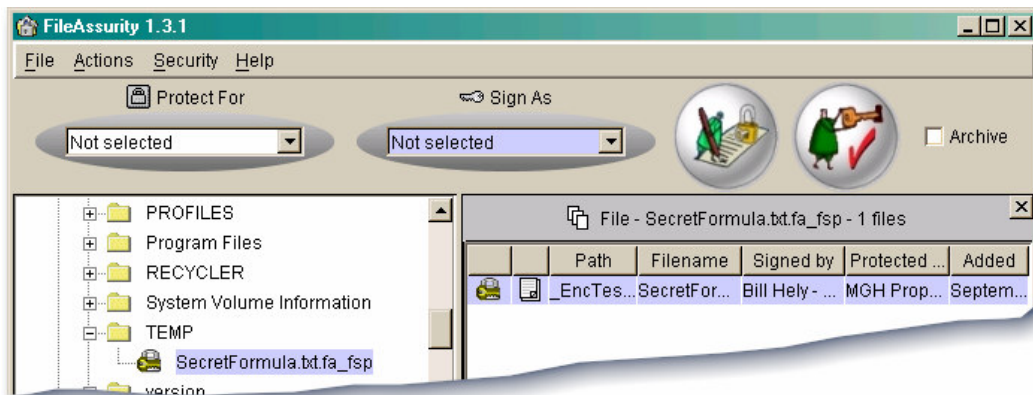 FileAssurity 1.3.1
File Actions Security Help
Protect For
Sign As
Not selected
Not selected
Archive
PROFILES
Program Files
RECYCLER
System Volume Information
TEMP
SecretFormula.txt.fa_fsp
version
File - SecretFormula.txt.fa_fsp - 1 files
Path Filename Signed by Protected ... Added
_EncTes... SecretFor... Bill Hely - ... MGH Prop... Septem...